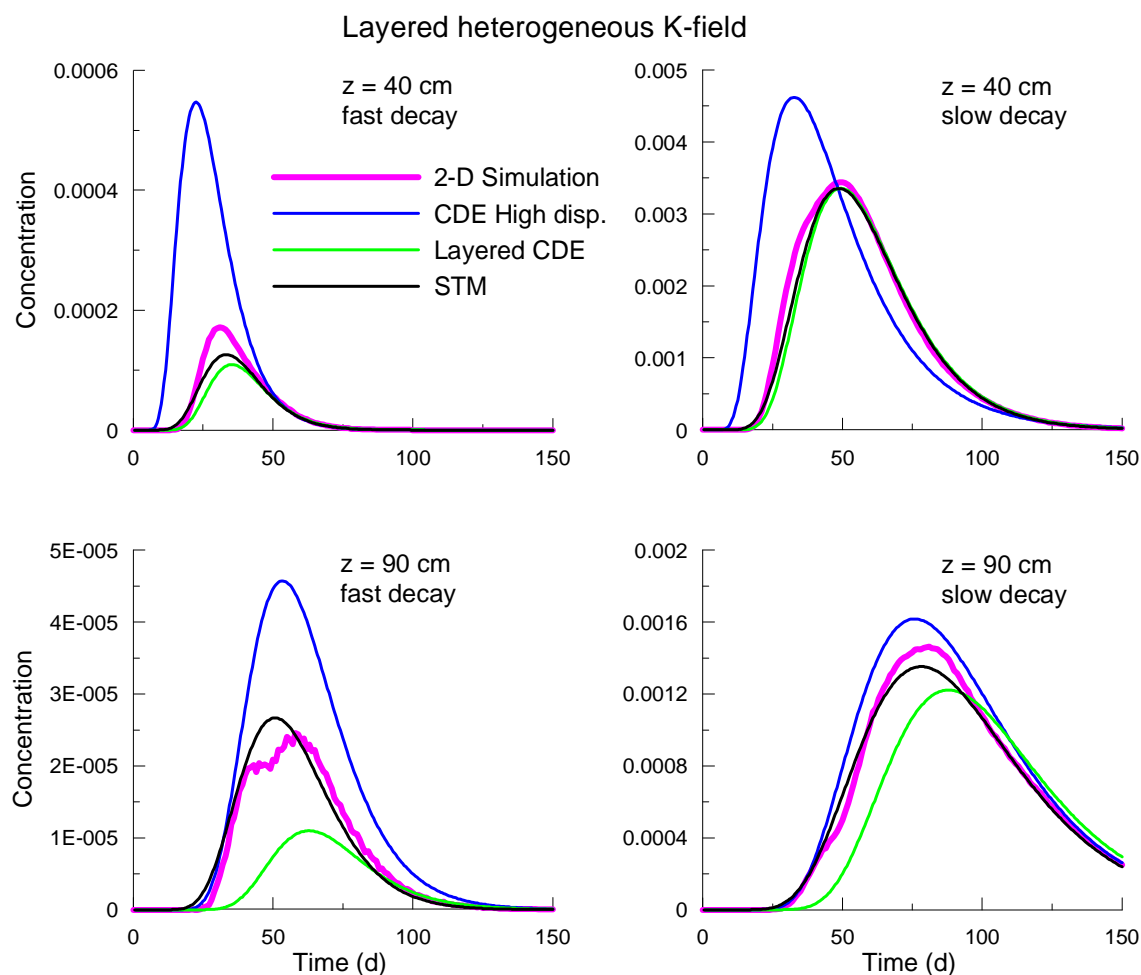 Layered heterogeneous K-field
z = 40 cm
fast decay
0.0006
0.0004
0.0002
0
Concentration
2-D Simulation
CDE High disp.
Layered CDE
STM
0 50 100 150
z = 40 cm
slow decay
0.005
0.004
0.003
0.002
0.001
0
0 50 100 150
z = 90 cm
fast decay
5E-005
4E-005
3E-005
2E-005
1E-005
0
Concentration
0 50 100 150
Time (d)
z = 90 cm
slow decay
0.002
0.0016
0.0012
0.0008
0.0004
0
0 50 100 150
Time (d)